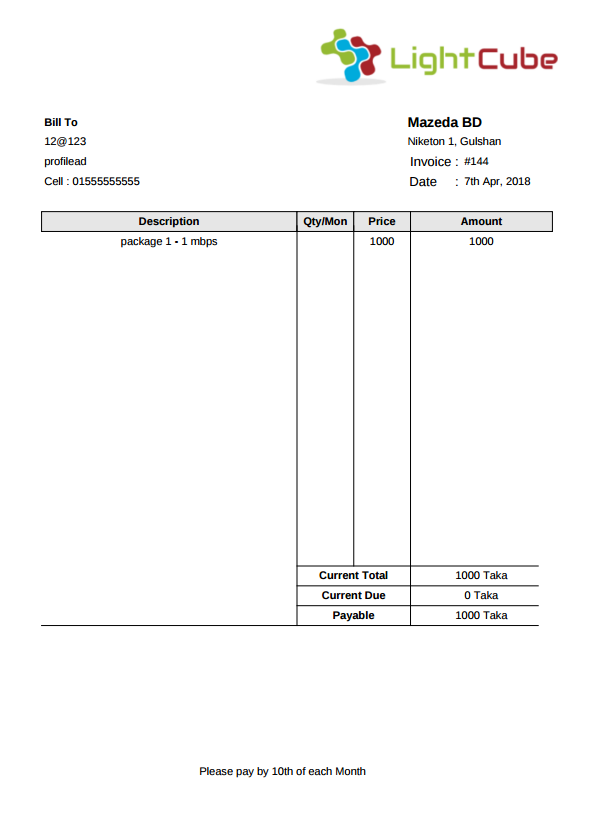 LightCube
Bill To
12@123
profilead
Cell : 01555555555
Mazeda BD
Niketon 1, Gulshan
Invoice : #144
Date : 7th Apr, 2018
Description Qty/Mon Price Amount
package 1 - 1 mbps 1000 1000
Current Total 1000 Taka
Current Due 0 Taka
Payable 1000 Taka
Please pay by 10th of each Month